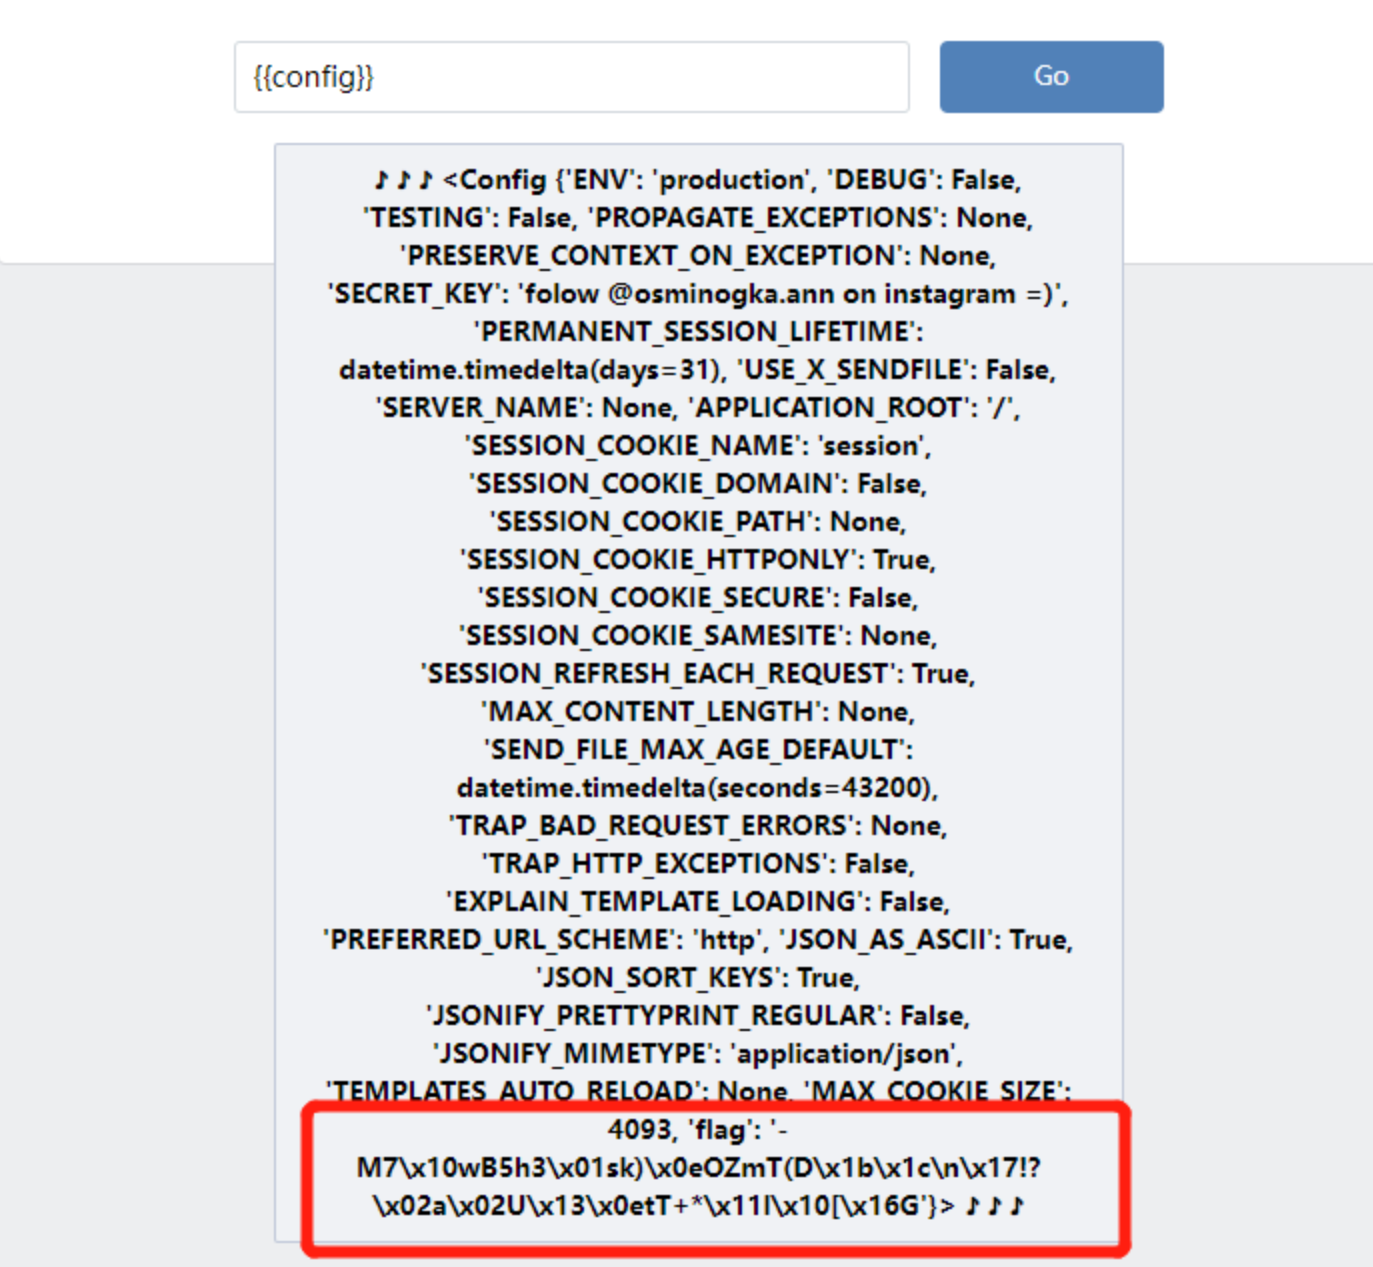 {{config}}
Go
♪ ♪ ♪ <Config {'ENV': 'production', 'DEBUG': False,
'TESTING': False, 'PROPAGATE_EXCEPTIONS': None,
'PRESERVE_CONTEXT_ON_EXCEPTION': None,
'SECRET_KEY': 'folow @osminogka.ann on instagram =)',
'PERMANENT_SESSION_LIFETIME':
datetime.timedelta(days=31), 'USE_X_SENDFILE': False,
'SERVER_NAME': None, 'APPLICATION_ROOT': '/',
'SESSION_COOKIE_NAME': 'session',
'SESSION_COOKIE_DOMAIN': False,
'SESSION_COOKIE_PATH': None,
'SESSION_COOKIE_HTTPONLY': True,
'SESSION_COOKIE_SECURE': False,
'SESSION_COOKIE_SAMESITE': None,
'SESSION_REFRESH_EACH_REQUEST': True,
'MAX_CONTENT_LENGTH': None,
'SEND_FILE_MAX_AGE_DEFAULT':
datetime.timedelta(seconds=43200),
'TRAP_BAD_REQUEST_ERRORS': None,
'TRAP_HTTP_EXCEPTIONS': False,
'EXPLAIN_TEMPLATE_LOADING': False,
'PREFERRED_URL_SCHEME': 'http', 'JSON_AS_ASCII': True,
'JSON_SORT_KEYS': True,
'JSONIFY_PRETTYPRINT_REGULAR': False,
'JSONIFY_MIMETYPE': 'application/json',
'TEMPLATES_AUTO_RELOAD': None, 'MAX_COOKIE_SIZE':
4093, 'flag': '-
M7\x10wB5h3\x01sk)\x0eOZmT(D\x1b\x1c\n\x17!?
\x02a\x02U\x13\x0etT+*\x11l\x10[\x16G'}> ♪ ♪ ♪